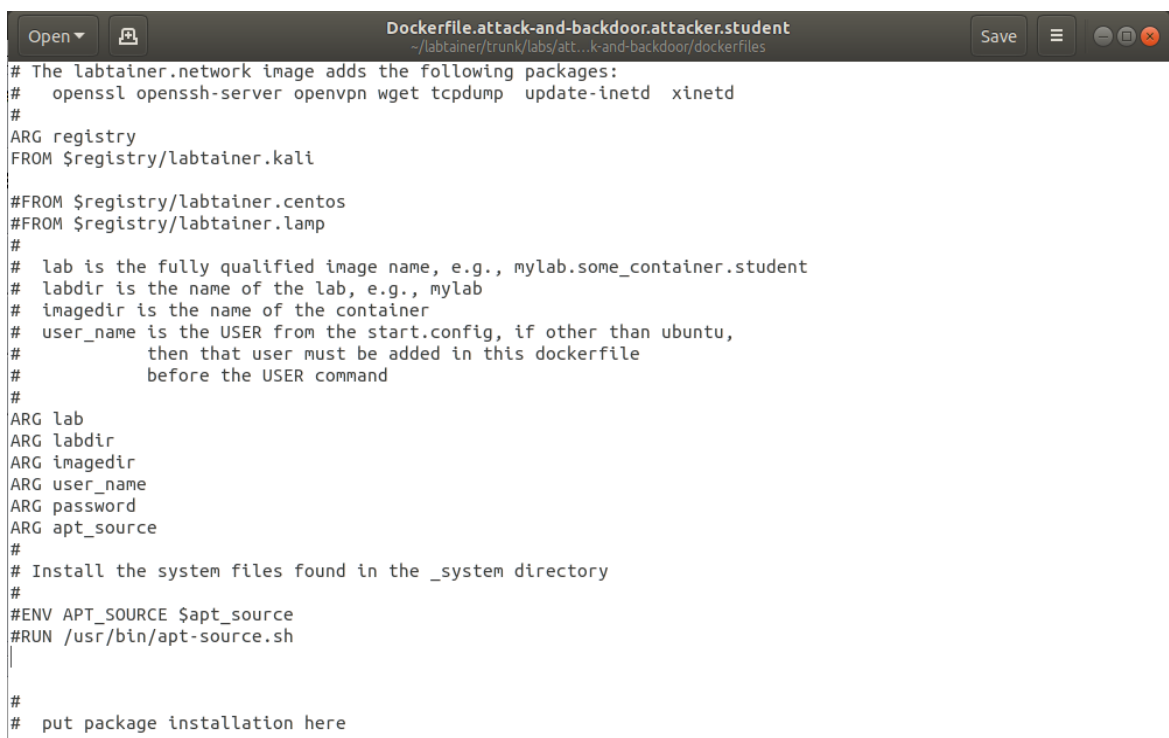 Open
Dockerfile.attack-and-backdoor.attacker.student
~/labtainer/trunk/labs/att...k-and-backdoor/dockerfiles
Save
# The labtainer.network image adds the following packages:
#   openssl openssh-server openvpn wget tcpdump  update-inetd  xinetd
#
ARG registry
FROM $registry/labtainer.kali

#FROM $registry/labtainer.centos
#FROM $registry/labtainer.lamp
#
#  lab is the fully qualified image name, e.g., mylab.some_container.student
#  labdir is the name of the lab, e.g., mylab
#  imagedir is the name of the container
#  user_name is the USER from the start.config, if other than ubuntu,
#            then that user must be added in this dockerfile
#            before the USER command
#
ARG lab
ARG labdir
ARG imagedir
ARG user_name
ARG password
ARG apt_source
#
# Install the system files found in the _system directory
#
#ENV APT_SOURCE $apt_source
#RUN /usr/bin/apt-source.sh

#
#  put package installation here